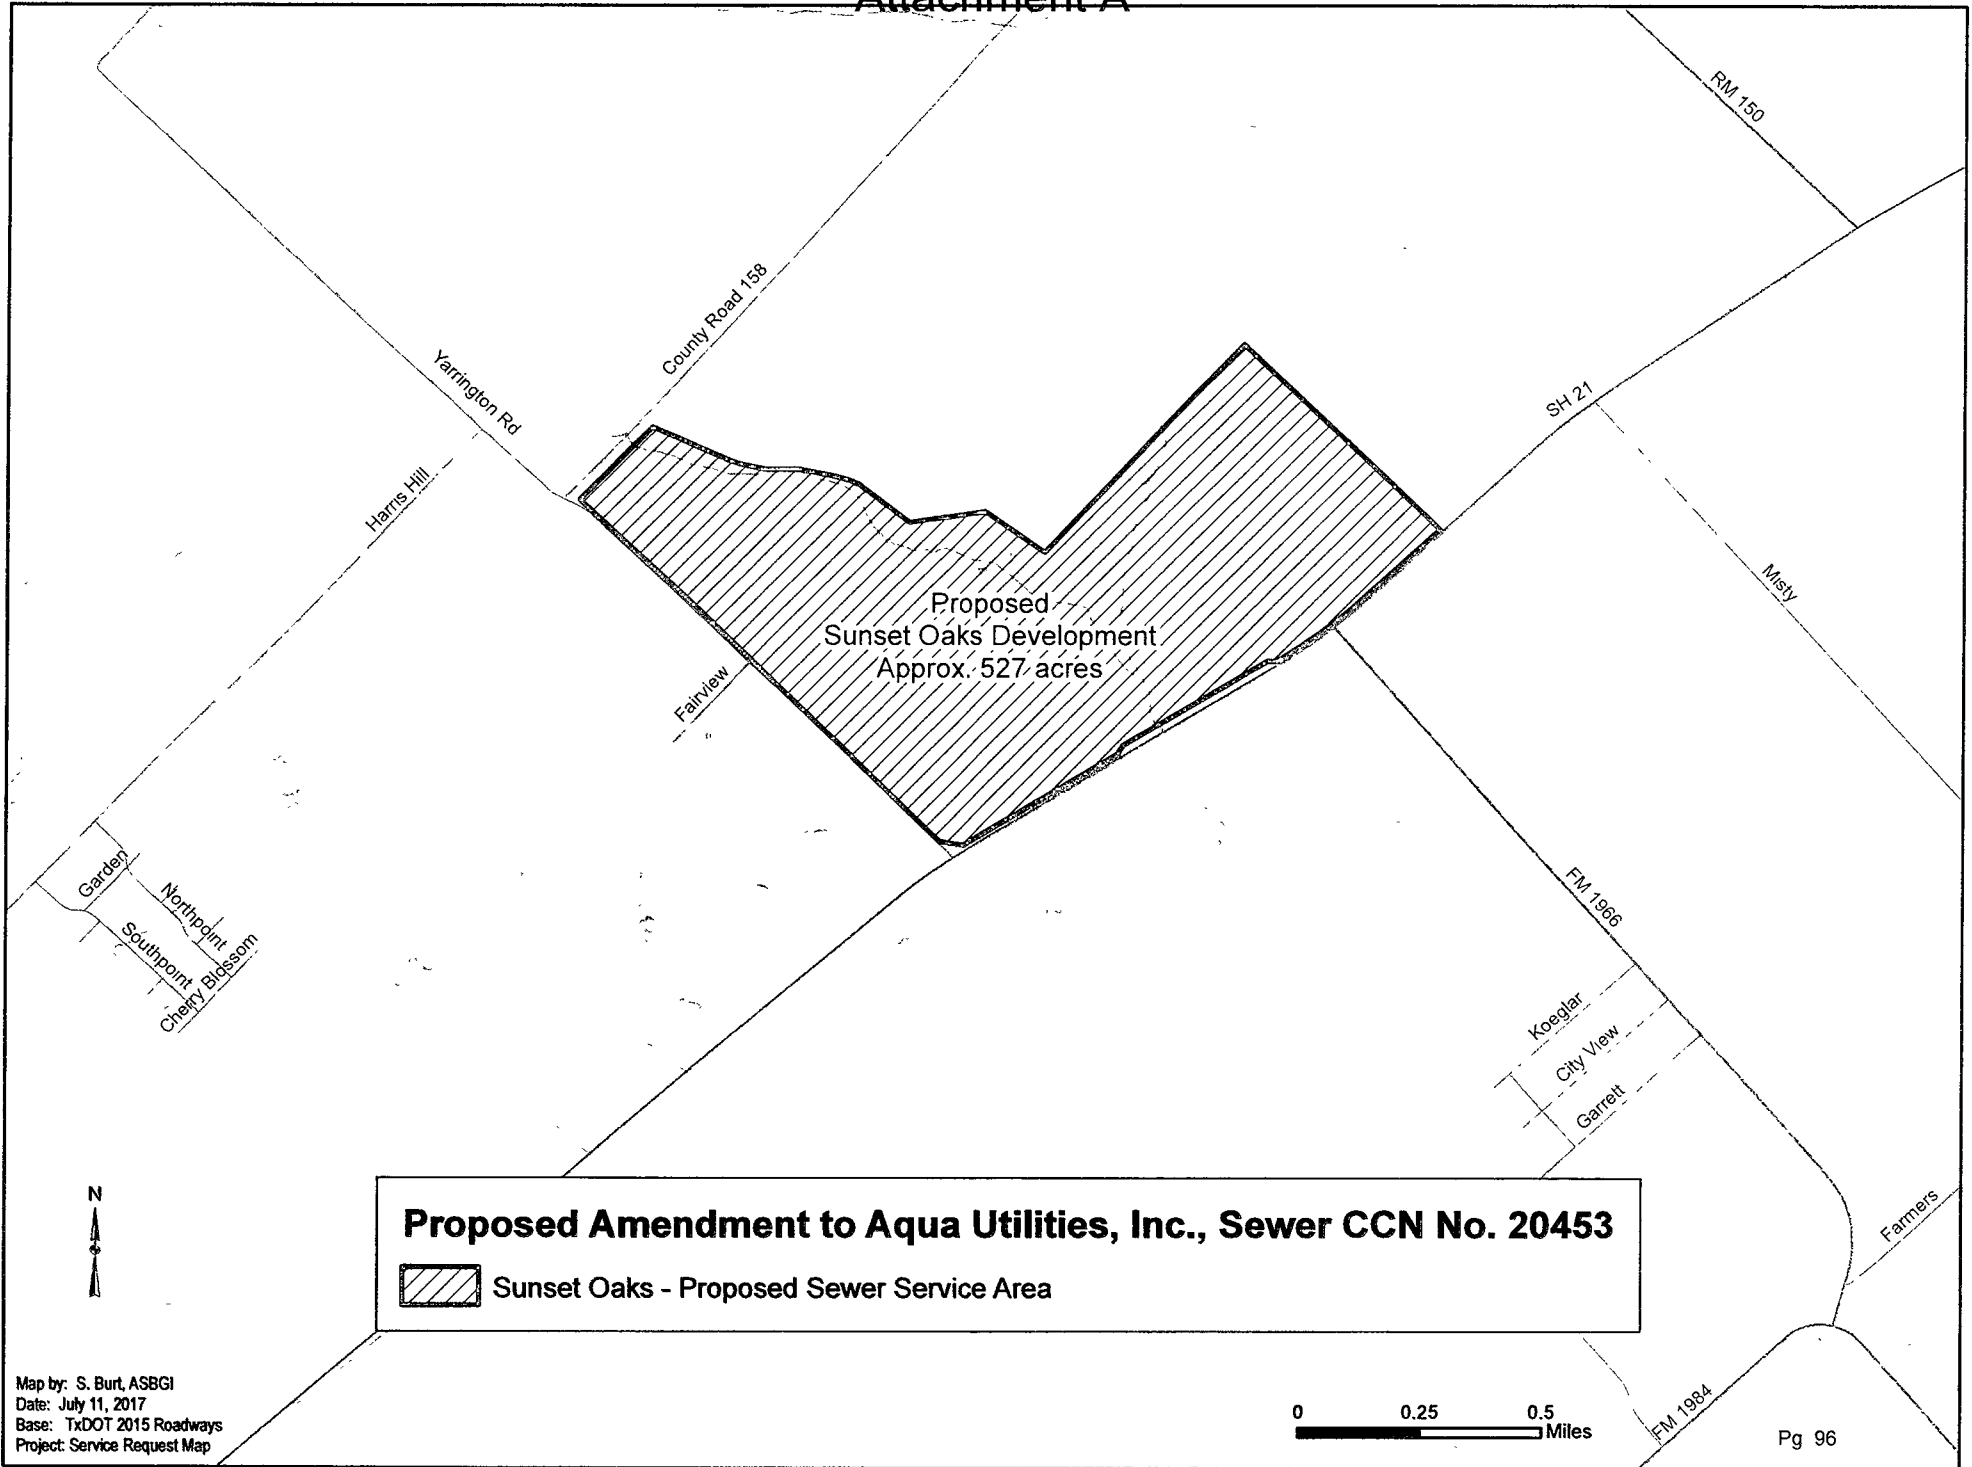 Attachment A
RM 150
County Road 158
Yarrington Rd
SH 21
Harris Hill
Misty
Proposed
Sunset Oaks Development
Approx. 527 acres
Fairview
Garden
Northpoint
Southpoint
Cherry Blossom
FM 1966
Koeglar
City View
Garrett
Farmers
N
Proposed Amendment to Aqua Utilities, Inc., Sewer CCN No. 20453
Sunset Oaks - Proposed Sewer Service Area
Map by: S. Burt, ASBGI
Date: July 11, 2017
Base: TxDOT 2015 Roadways
Project: Service Request Map
0 0.25 0.5
Miles
FM 1984
Pg 96